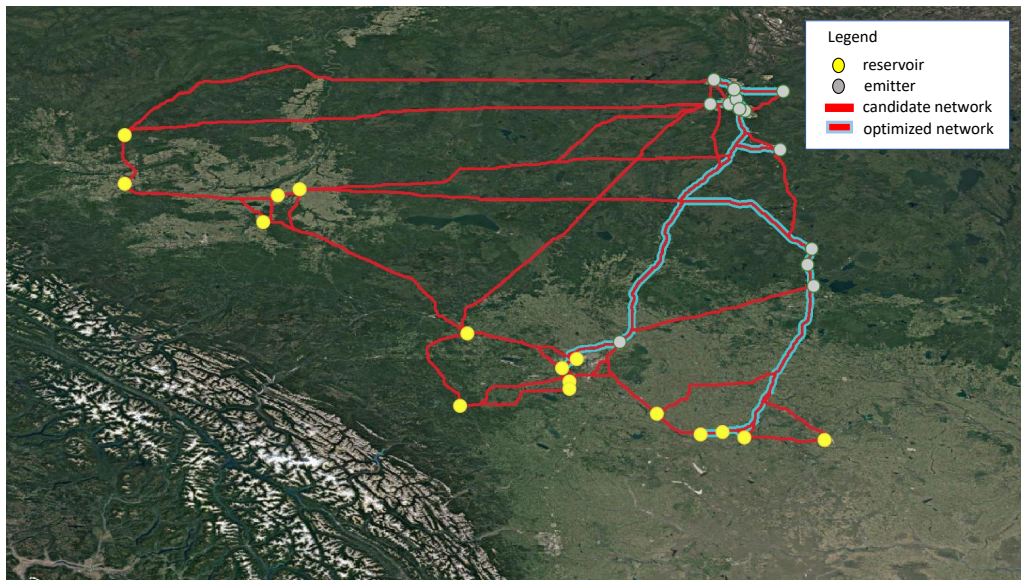 Legend
reservoir
emitter
candidate network
optimized network